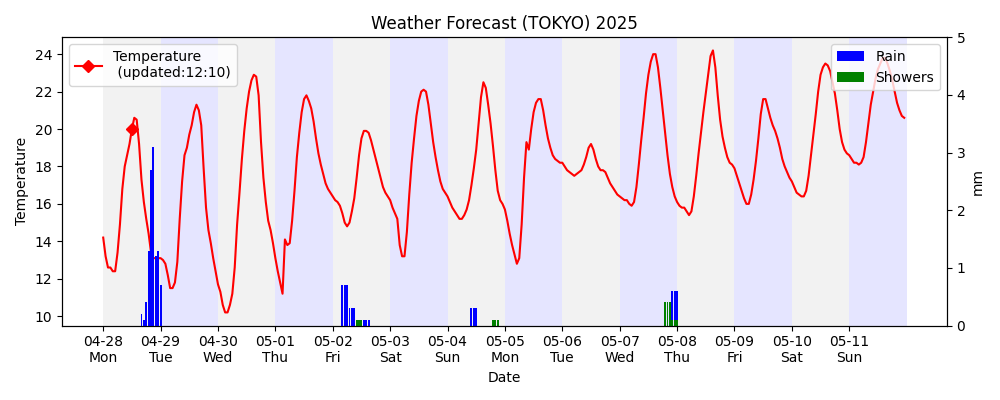 Weather Forecast (TOKYO) 2025
Temperature
(updated:12:10)
Rain
Showers
24
22
20
18
16
14
12
10
Temperature
5
4
3
2
1
0
mm
04-28 04-29 04-30 05-01 05-02 05-03 05-04 05-05 05-06 05-07 05-08 05-09 05-10 05-11
Mon Tue Wed Thu Fri Sat Sun Mon Tue Wed Thu Fri Sat Sun
Date